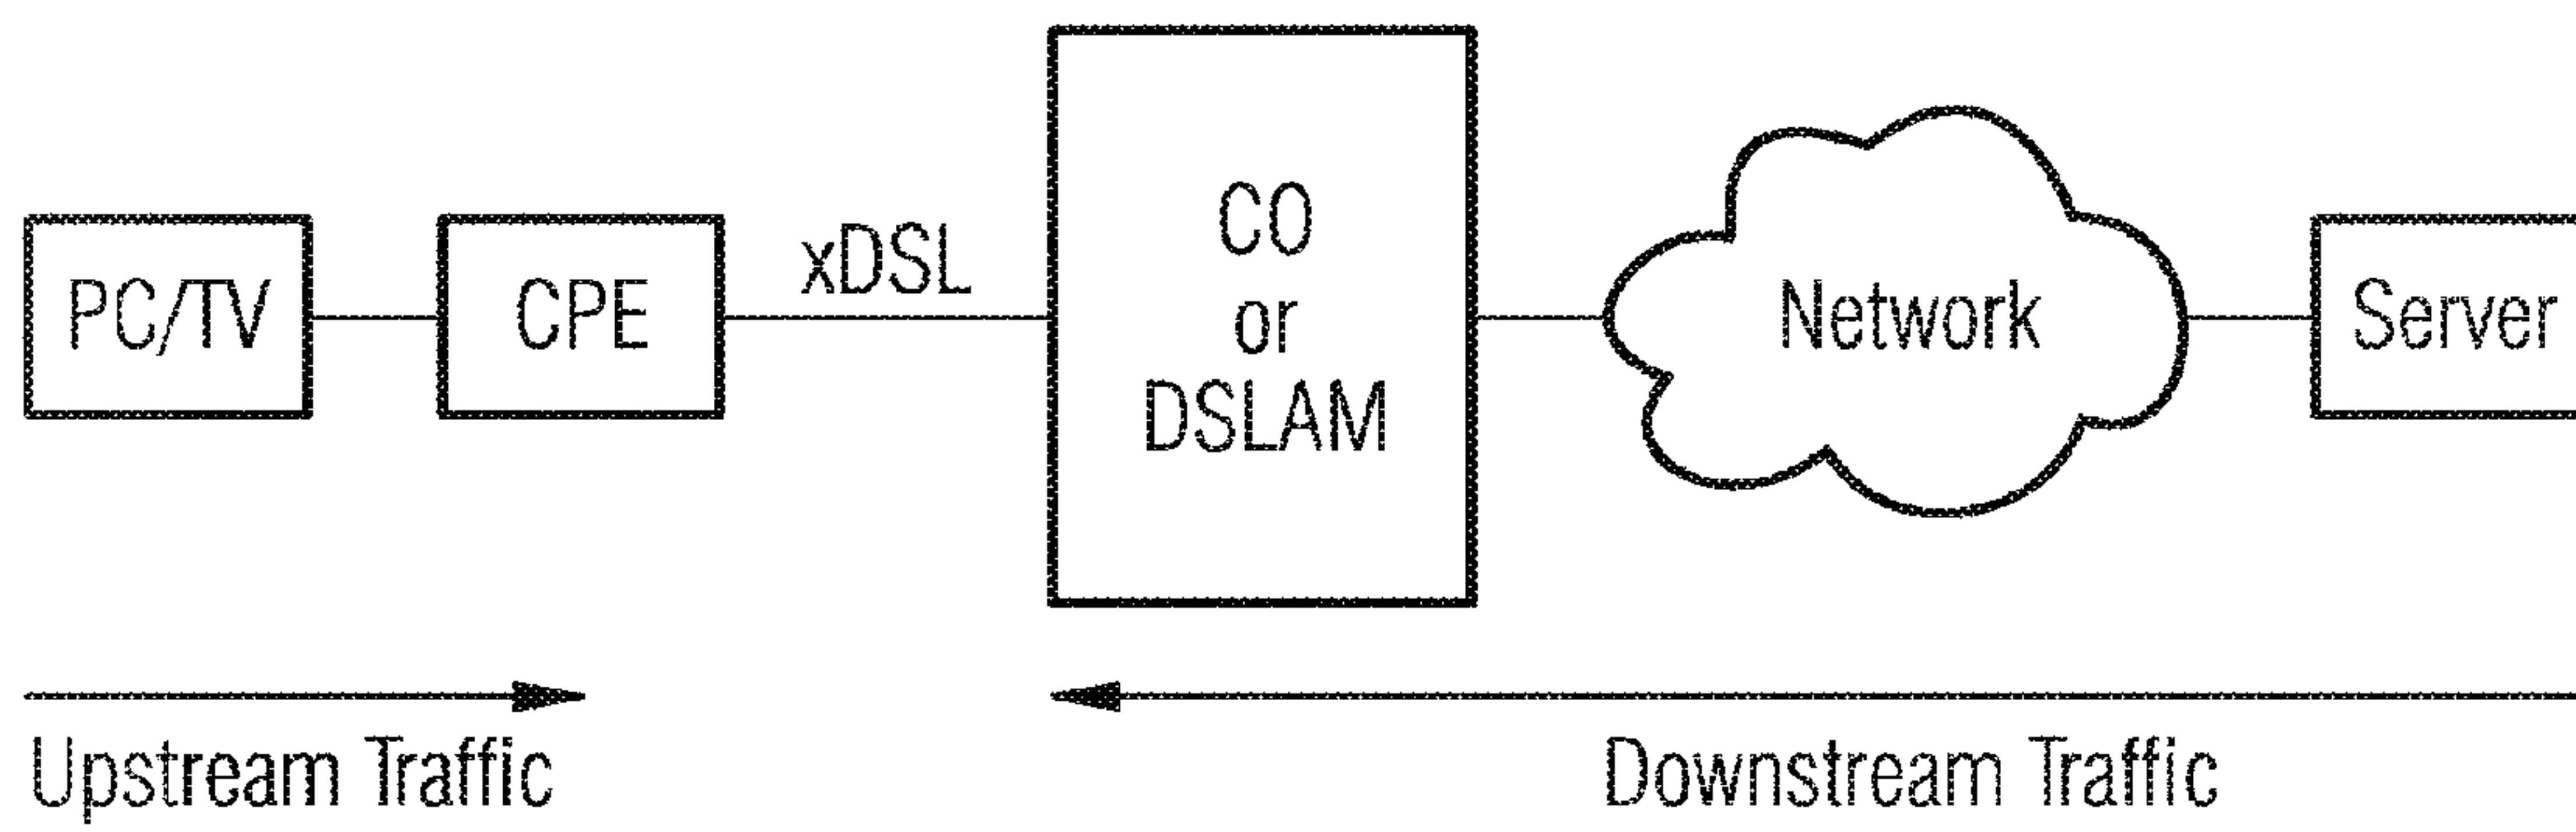 PC/TV
CPE
xDSL
CO
or
DSLAM
Network
Server
Upstream Traffic
Downstream Traffic